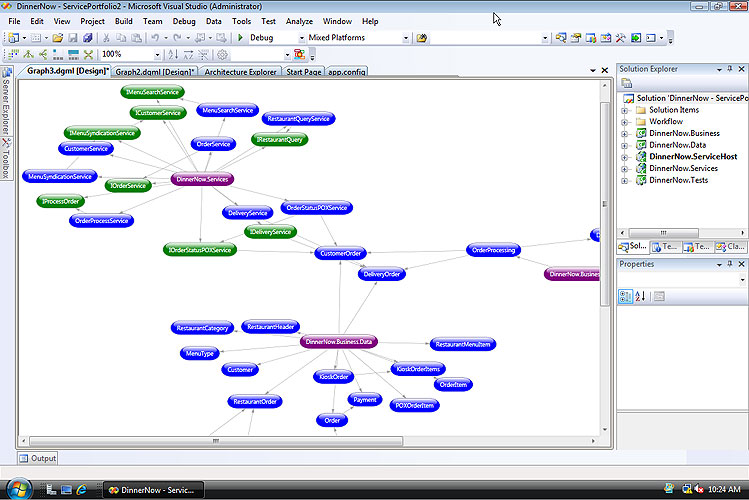 DinnerNow - ServicePortfolio2 - Microsoft Visual Studio (Administrator)
File Edit View Project Build Team Debug Data Tools Test Analyze Window Help
Debug Mixed Platforms
100%
Graph3.dgml [Design]* Graph2.dgml [Design]* Architecture Explorer Start Page app.config
Server Explorer
Toolbox
IMenuSearchService
ICustomerService
MenuSearchService
RestaurantQueryService
IMenuSyndicationService
IRestaurantQuery
CustomerService
OrderService
MenuSyndicationService
DinnerNow.Services
IOrderService
IProcessOrder
OrderProcessService
DeliveryService
OrderStatusPOXService
IDeliveryService
IOrderStatusPOXService
CustomerOrder
OrderProcessing
DeliveryOrder
DinnerNow.Busines
RestaurantCategory
RestaurantHeader
DinnerNow.Business.Data
RestaurantMenuItem
MenuType
Customer
KioskOrder
KioskOrderItems
OrderItem
RestaurantOrder
Payment
POXOrderItem
Order
Solution Explorer
Solution 'DinnerNow - ServicePo
Solution Items
Workflow
DinnerNow.Business
DinnerNow.Data
DinnerNow.ServiceHost
DinnerNow.Services
DinnerNow.Tests
Sol... Te... Te... Cla...
Properties
Output
DinnerNow - Servic...
10:24 AM